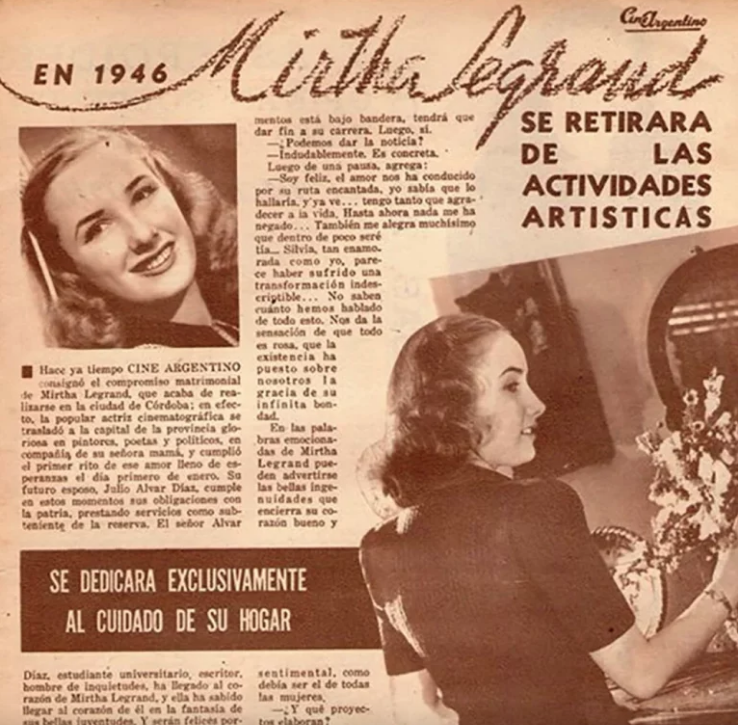 Cine Argentino
EN 1946 Mirtha Legrand
SE RETIRARA
DE LAS
ACTIVIDADES
ARTISTICAS
■ Hace ya tiempo CINE ARGENTINO
consignó el compromiso matrimonial
de Mirtha Legrand, que acaba de rea-
lizarse en la ciudad de Córdoba; en efec-
to, la popular actriz cinematográfica se
trasladó a la capital de la provincia glo-
riosa en pintores, poetas y políticos, en
compañía de su señora mamá, y cumplió
el primer rito de ese amor lleno de es-
peranzas el día primero de enero. Su
futuro esposo, Julio Alvar Díaz, cumple
en estos momentos sus obligaciones con
la patria, prestando servicios como sub-
teniente de la reserva. El señor Alvar
mentos está bajo bandera, tendrá que
dar fin a su carrera. Luego, sí.
—¿Podemos dar la noticia?
—Indudablemente. Es concreta.
Luego de una pausa, agrega:
—Soy feliz, el amor nos ha conducido
por su ruta encantada, yo sabía que lo
hallaría, y ya ve... tengo tanto que agra-
decer a la vida. Hasta ahora nada me ha
negado... También me alegra muchísimo
que dentro de poco seré
tía... Silvia, tan enamo-
rada como yo, pare-
ce haber sufrido una
transformación indes-
criptible... No saben
cuánto hemos hablado
de todo esto. Nos da la
sensación de que todo
es rosa, que la
existencia ha
puesto sobre
nosotros la
gracia de su
infinita bon-
dad.
En las pala-
bras emociona-
das de Mirtha
Legrand pue-
den advertirse
las bellas inge-
nuidades que
encierra su co-
razón bueno y
SE DEDICARA EXCLUSIVAMENTE
AL CUIDADO DE SU HOGAR
Díaz, estudiante universitario, escritor,
hombre de inquietudes, ha llegado al co-
razón de Mirtha Legrand, y ella ha sabido
llegar al corazón de él en la fantasía de
sus bellas juventudes. Y serán felices por-
sentimental, como
debía ser el de todas
las mujeres.
—¿Y qué proyec-
tos elaboran?